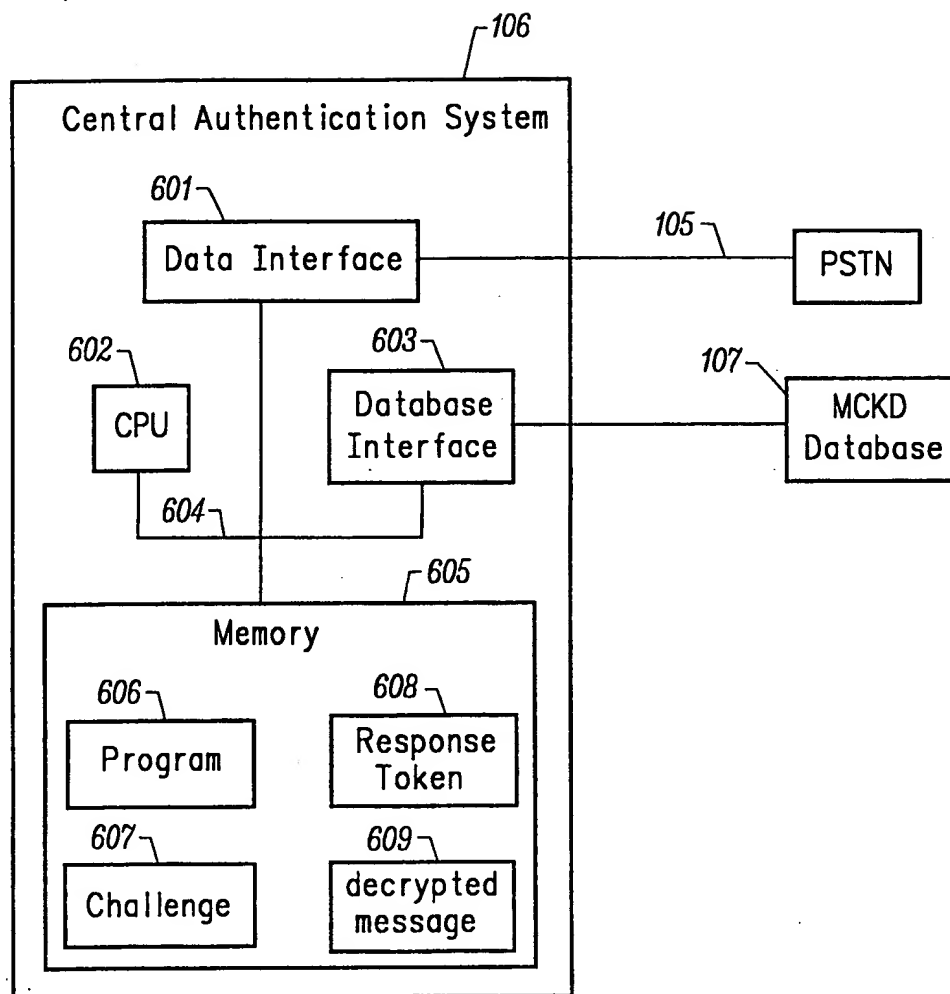 106
Central Authentication System
601
Data Interface
105
PSTN
602
CPU
603
Database
Interface
107
MCKD
Database
604
605
Memory
606
Program
608
Response
Token
607
Challenge
609
decrypted
message